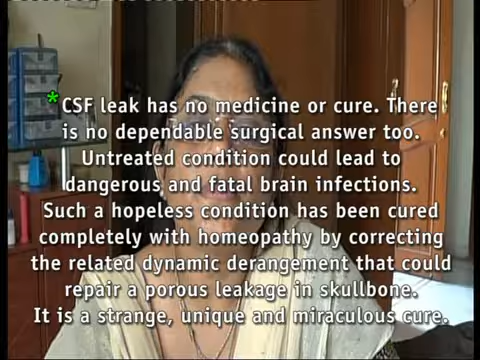 *CSF leak has no medicine or cure. There
is no dependable surgical answer too.
Untreated condition could lead to
dangerous and fatal brain infections.
Such a hopeless condition has been cured
completely with homeopathy by correcting
the related dynamic derangement that could
repair a porous leakage in skullbone.
It is a strange, unique and miraculous cure.